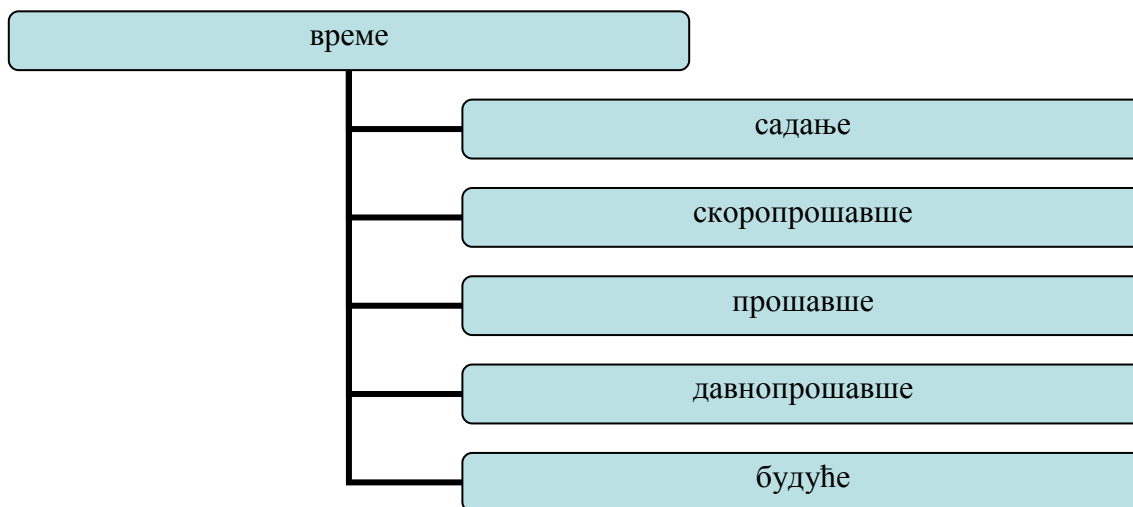 време
садање
скоропрошавше
прошавше
давнопрошавше
будуће